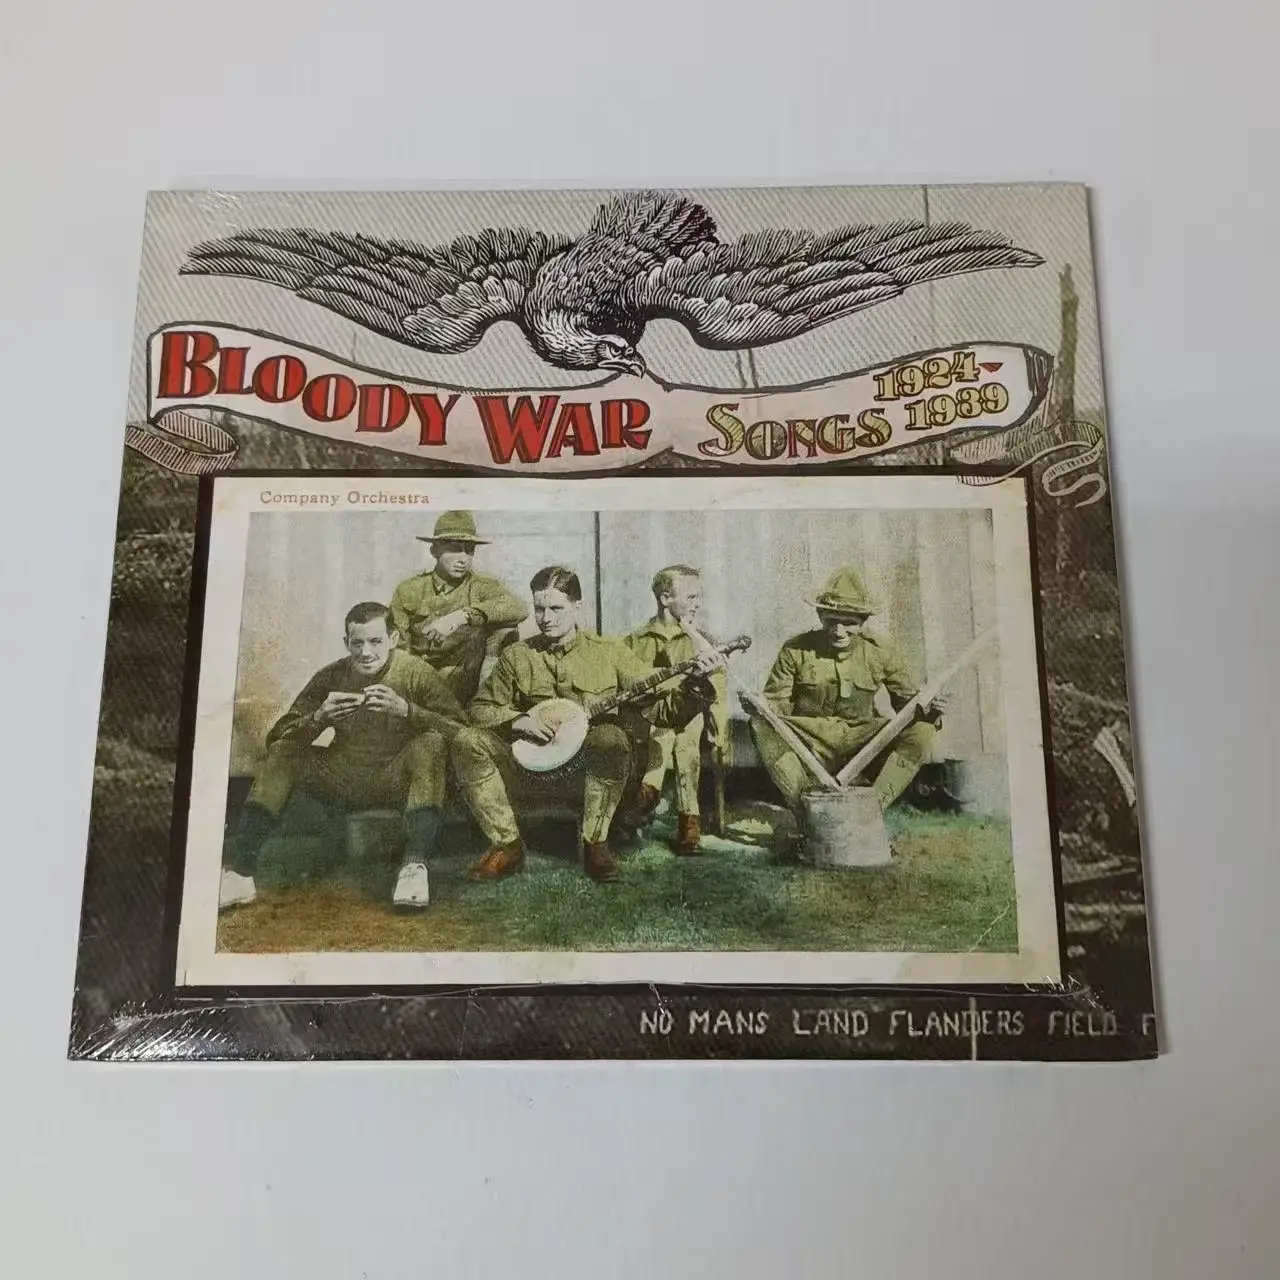 BLOODY WAR
SONGS 1924-
1939
Company Orchestra
NO MANS LAND FLANDERS FIELD F